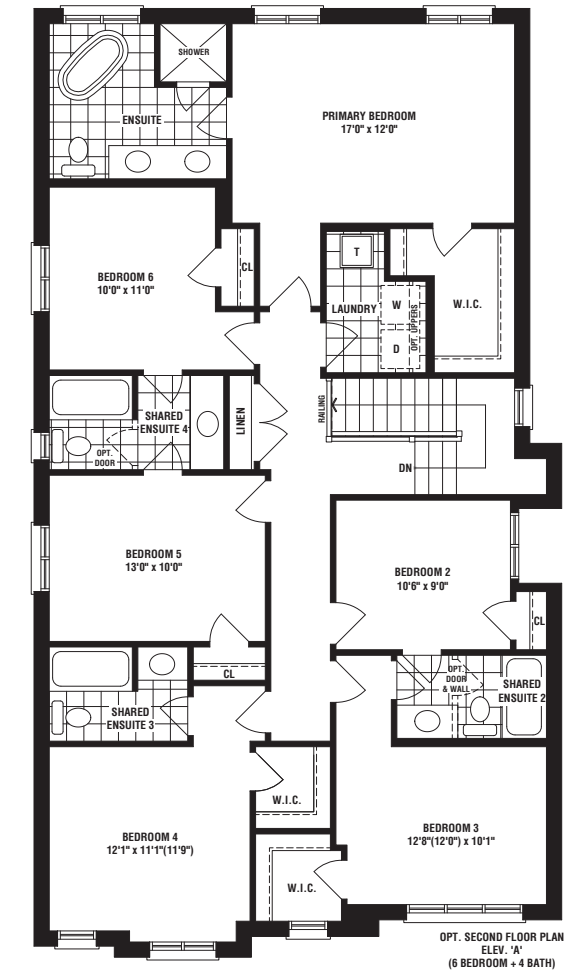 SHOWER
ENSUITE
PRIMARY BEDROOM
17'0" x 12'0"
BEDROOM 6
10'0" x 11'0"
CL
T
LAUNDRY
W
D
OPT. UPPERS
W.I.C.
SHARED
ENSUITE 4
OPT.
DOOR
LINEN
RAILING
DN
BEDROOM 5
13'0" x 10'0"
BEDROOM 2
10'6" x 9'0"
CL
CL
OPT.
DOOR
& WALL
SHARED
ENSUITE 2
SHARED
ENSUITE 3
W.I.C.
BEDROOM 4
12'1" x 11'1"(11'9")
BEDROOM 3
12'8"(12'0") x 10'1"
W.I.C.
OPT. SECOND FLOOR PLAN
ELEV. 'A'
(6 BEDROOM + 4 BATH)